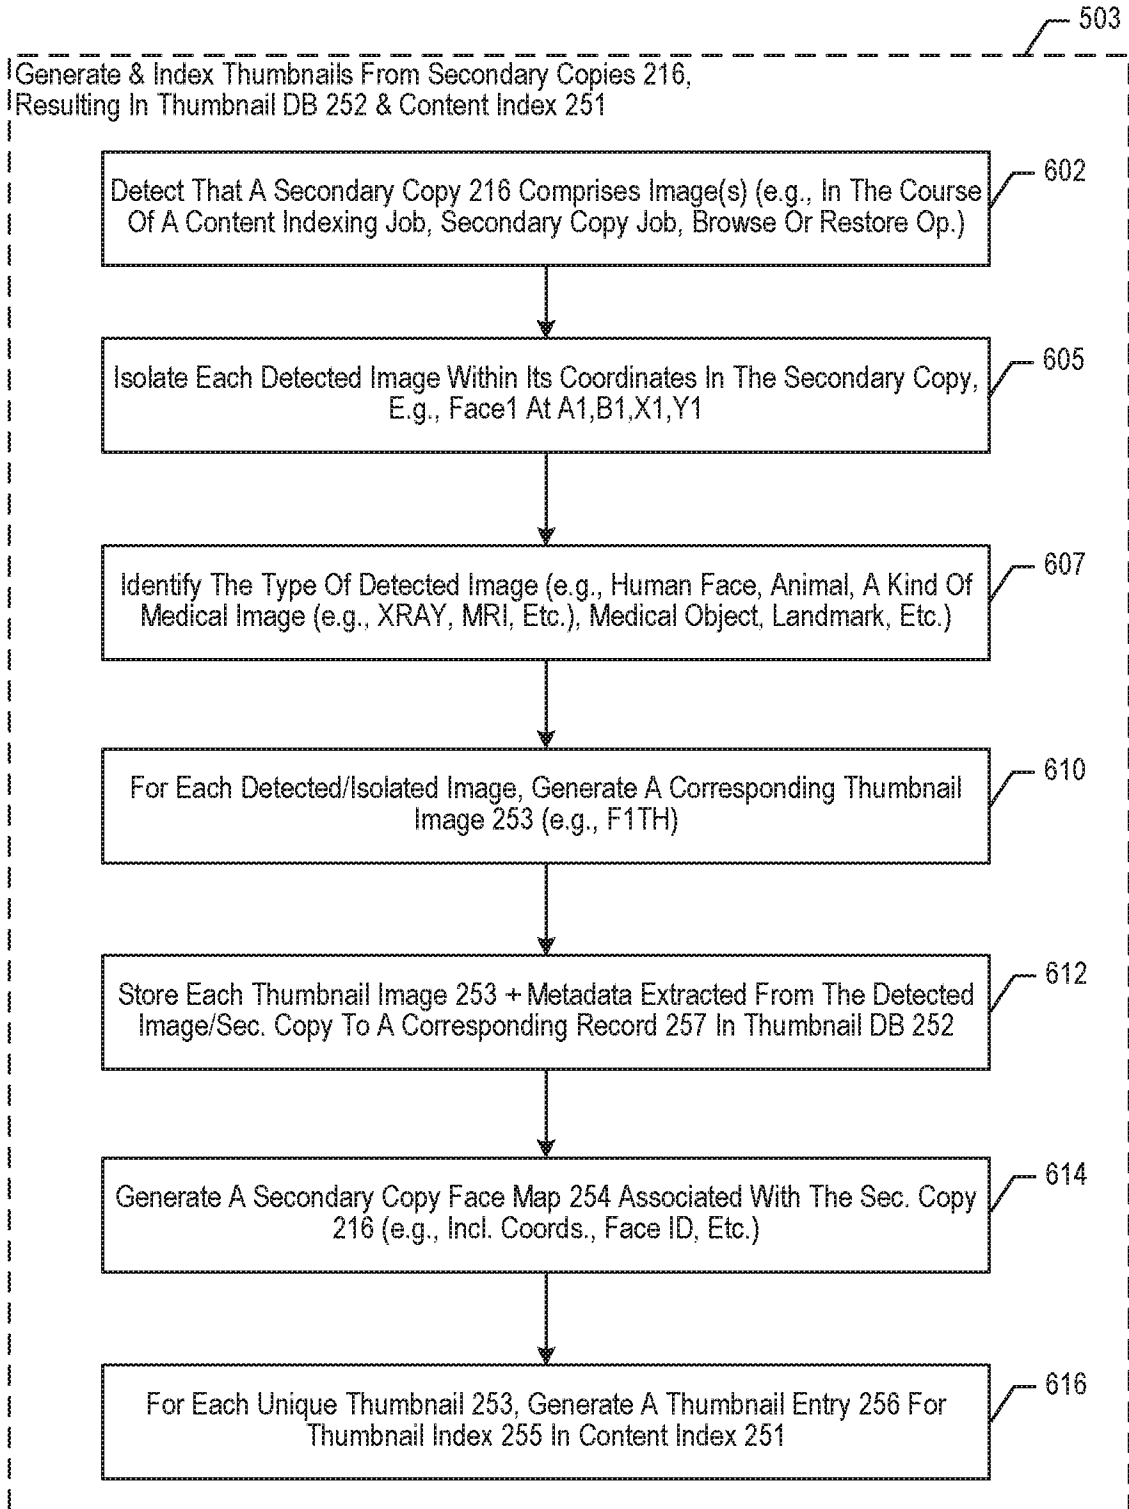 503
Generate & Index Thumbnails From Secondary Copies 216,
Resulting In Thumbnail DB 252 & Content Index 251
602
Detect That A Secondary Copy 216 Comprises Image(s) (e.g., In The Course
Of A Content Indexing Job, Secondary Copy Job, Browse Or Restore Op.)
605
Isolate Each Detected Image Within Its Coordinates In The Secondary Copy,
E.g., Face1 At A1,B1,X1,Y1
607
Identify The Type Of Detected Image (e.g., Human Face, Animal, A Kind Of
Medical Image (e.g., XRAY, MRI, Etc.), Medical Object, Landmark, Etc.)
610
For Each Detected/Isolated Image, Generate A Corresponding Thumbnail
Image 253 (e.g., F1TH)
612
Store Each Thumbnail Image 253 + Metadata Extracted From The Detected
Image/Sec. Copy To A Corresponding Record 257 In Thumbnail DB 252
614
Generate A Secondary Copy Face Map 254 Associated With The Sec. Copy
216 (e.g., Incl. Coords., Face ID, Etc.)
616
For Each Unique Thumbnail 253, Generate A Thumbnail Entry 256 For
Thumbnail Index 255 In Content Index 251